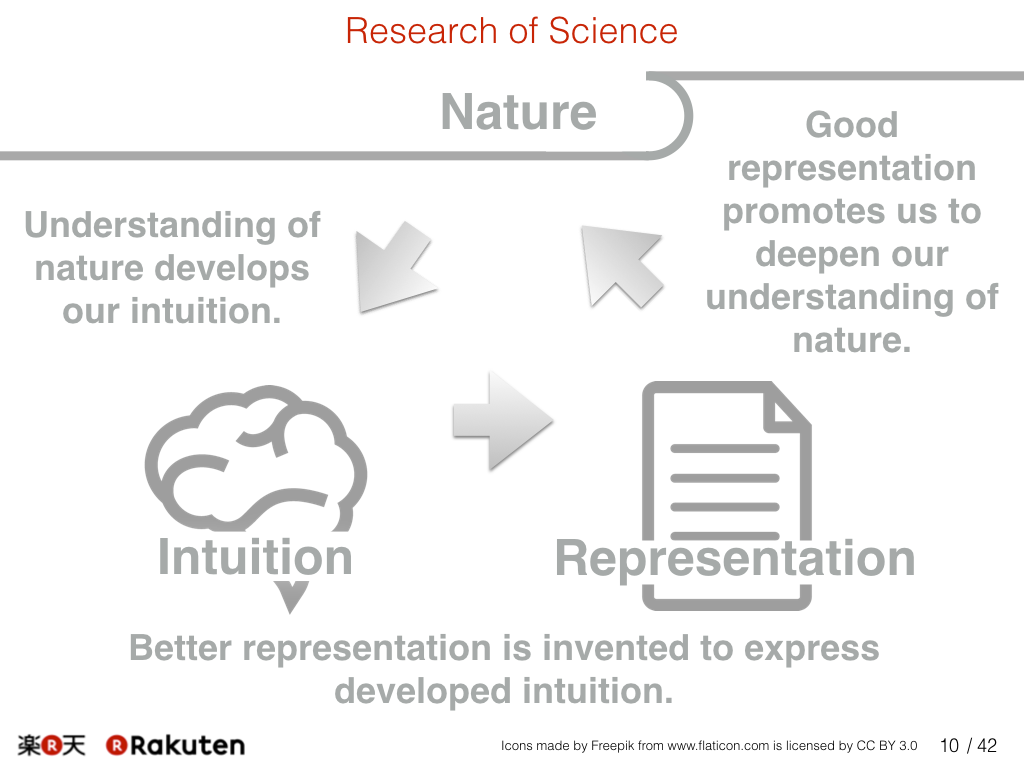 Research of Science
Nature
Good
representation
promotes us to
deepen our
understanding of
nature.
Understanding of
nature develops
our intuition.
Intuition
Representation
Better representation is invented to express
developed intuition.
楽R天 R Rakuten
Icons made by Freepik from www.flaticon.com is licensed by CC BY 3.0
10 / 42